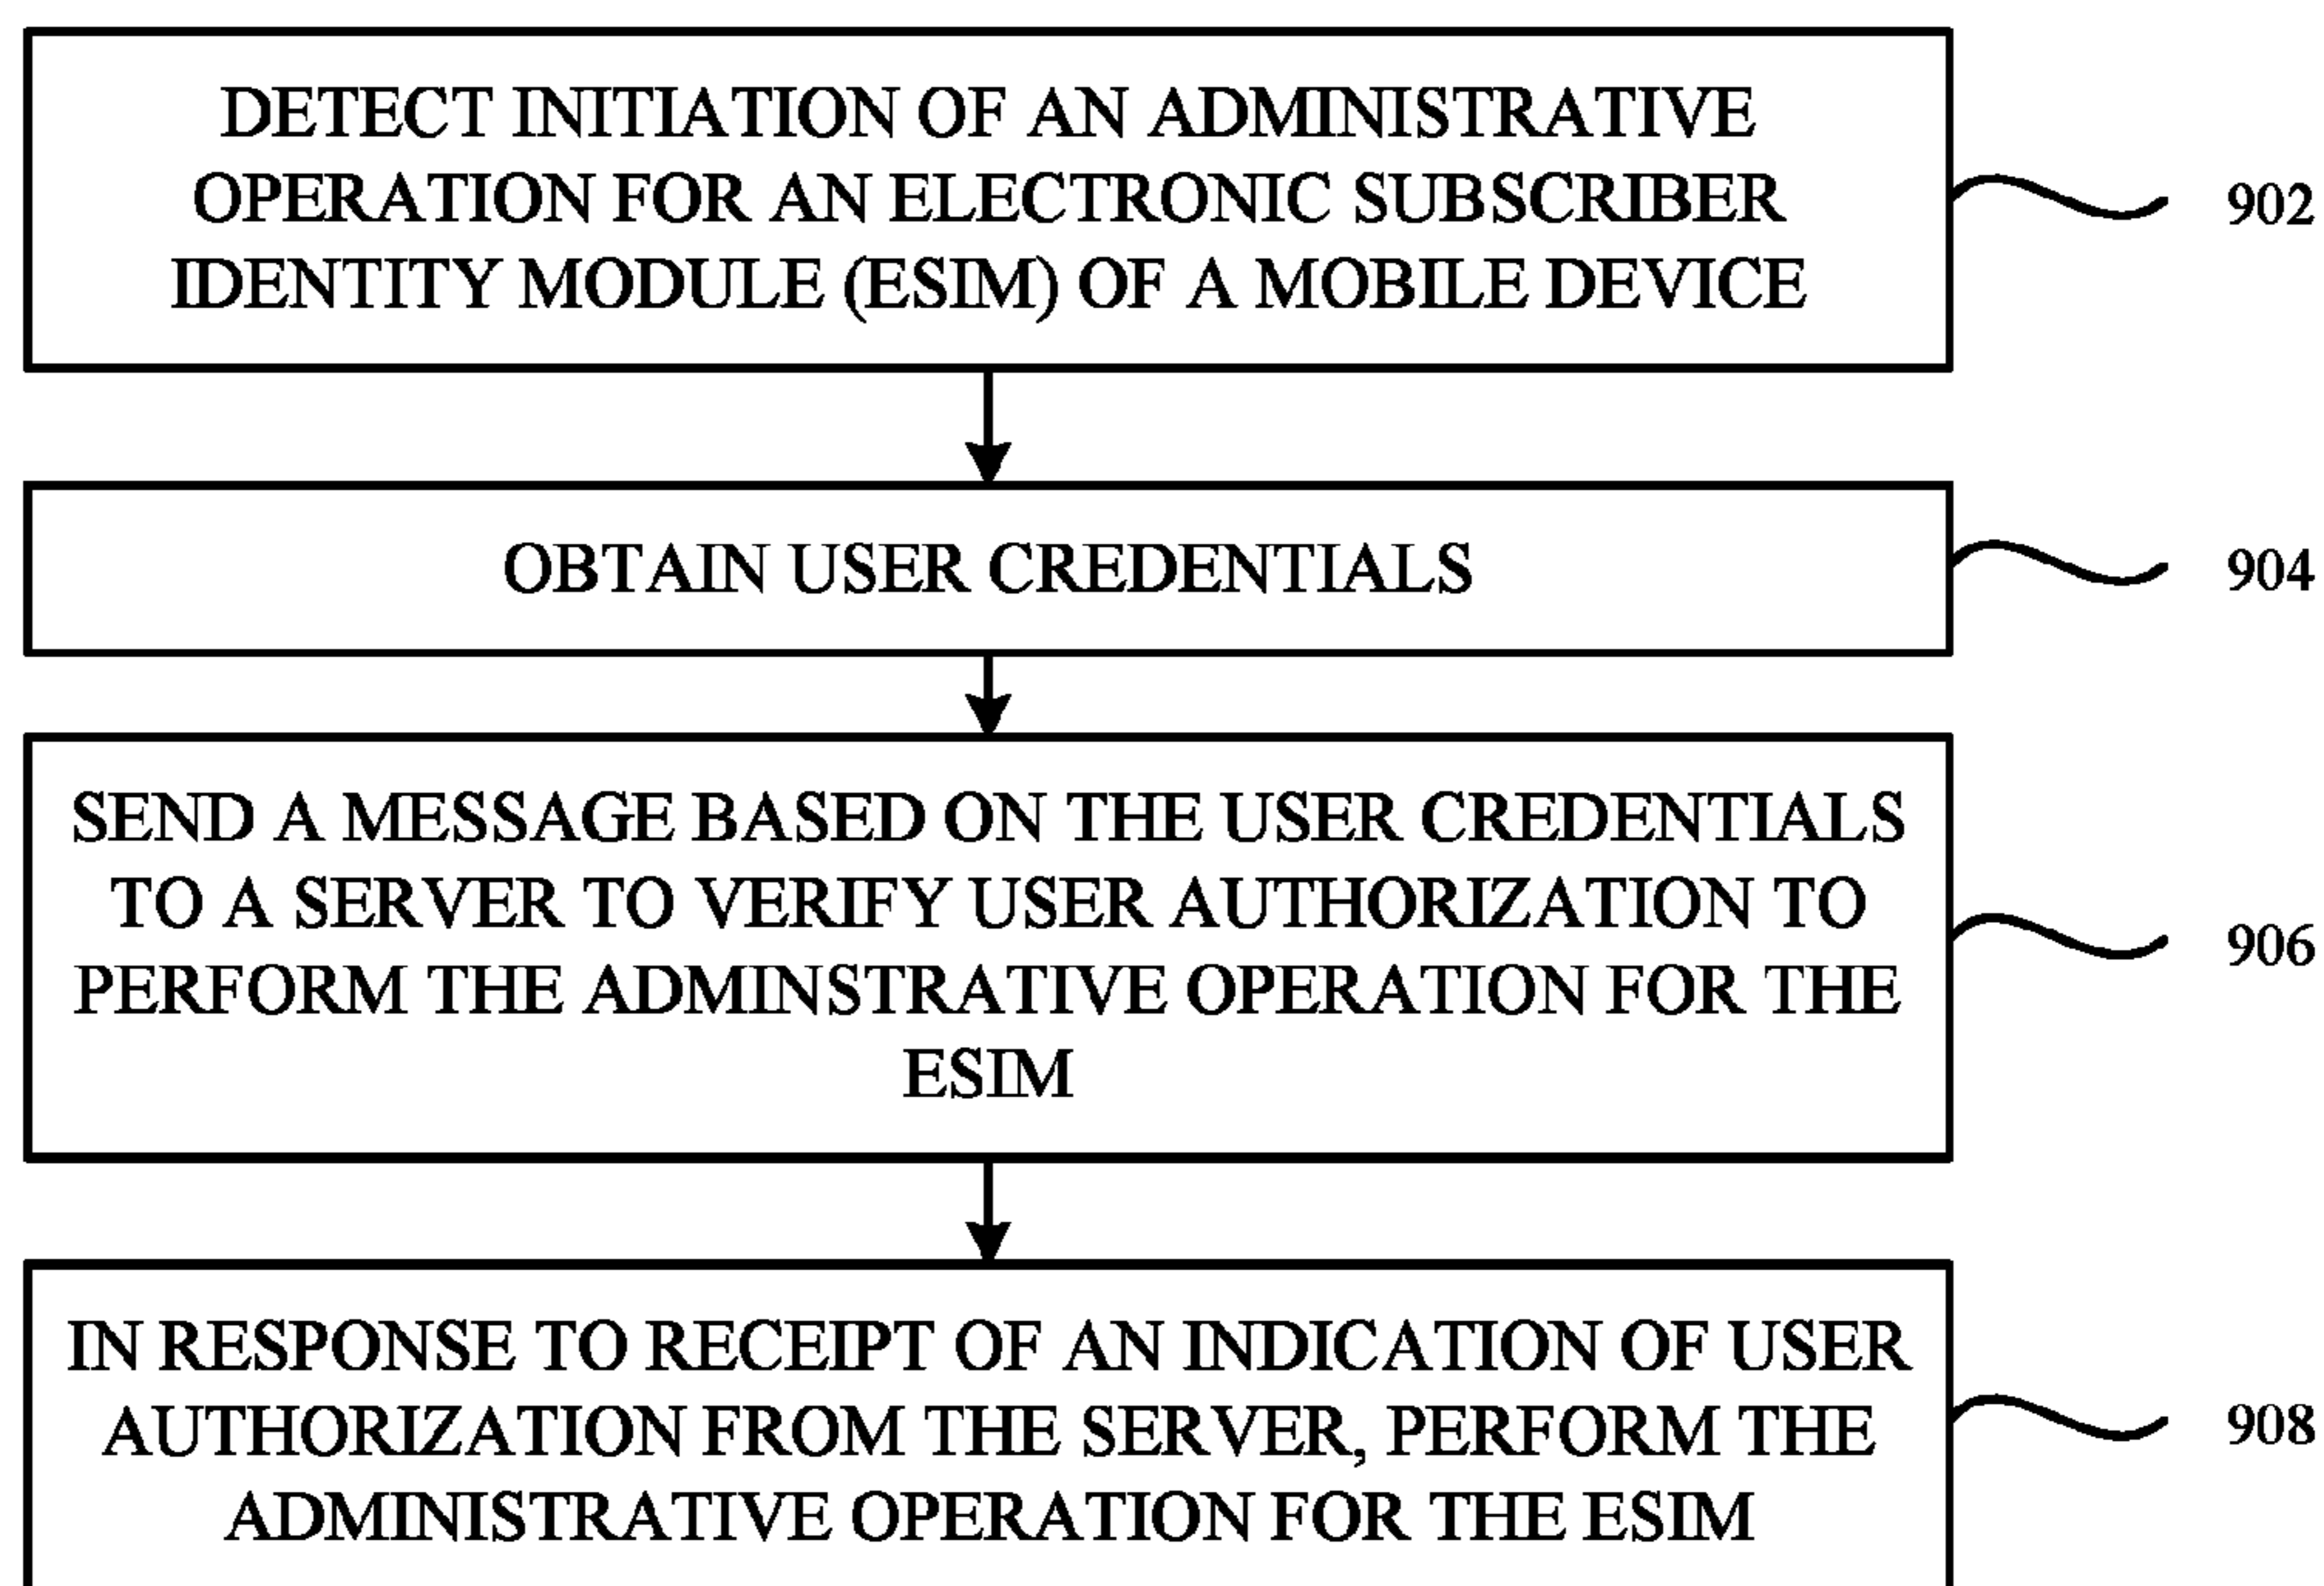 DETECT INITIATION OF AN ADMINISTRATIVE
OPERATION FOR AN ELECTRONIC SUBSCRIBER
IDENTITY MODULE (ESIM) OF A MOBILE DEVICE
902
OBTAIN USER CREDENTIALS
904
SEND A MESSAGE BASED ON THE USER CREDENTIALS
TO A SERVER TO VERIFY USER AUTHORIZATION TO
PERFORM THE ADMINSTRATIVE OPERATION FOR THE
ESIM
906
IN RESPONSE TO RECEIPT OF AN INDICATION OF USER
AUTHORIZATION FROM THE SERVER, PERFORM THE
ADMINISTRATIVE OPERATION FOR THE ESIM
908